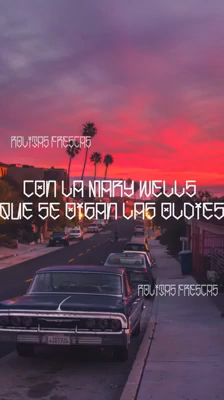 ROLITAS FRESCAS
CON LA MARY WELLS
QUE SE OIGAN LAS OLDIES
ROLITAS FRESCAS